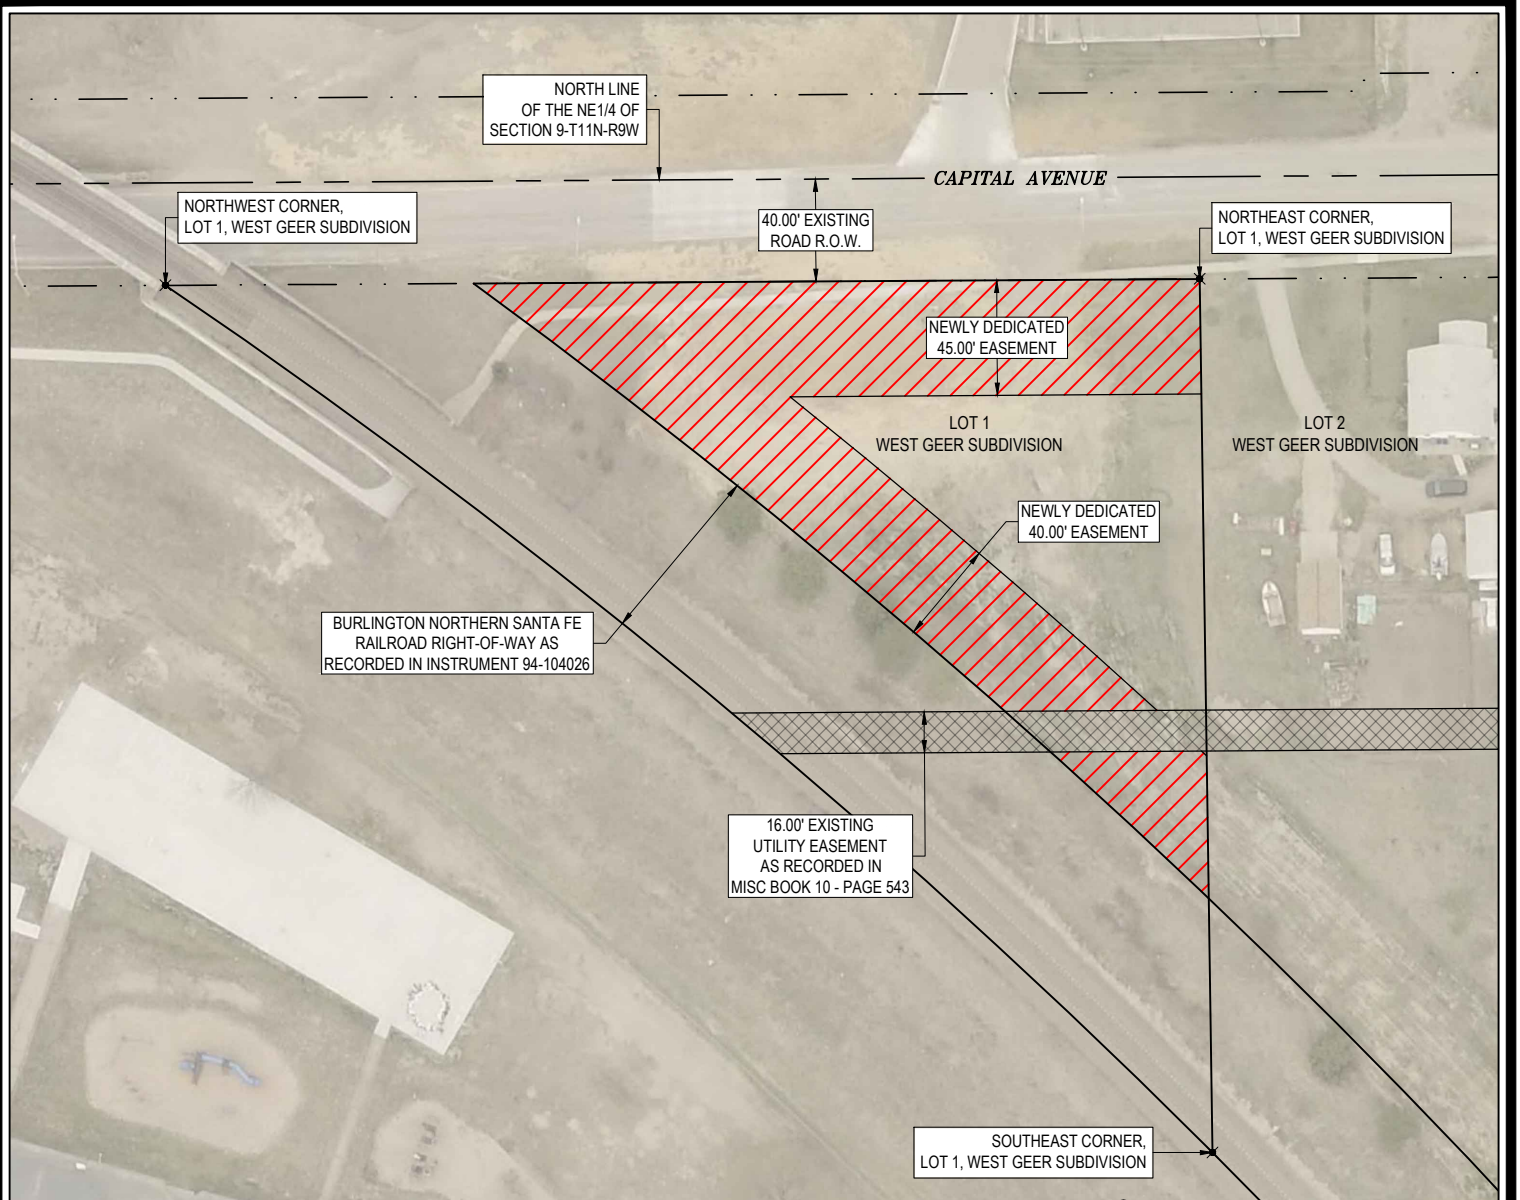 NORTH LINE
OF THE NE1/4 OF
SECTION 9-T11N-R9W
CAPITAL AVENUE
NORTHWEST CORNER,
LOT 1, WEST GEER SUBDIVISION
40.00' EXISTING
ROAD R.O.W.
NORTHEAST CORNER,
LOT 1, WEST GEER SUBDIVISION
NEWLY DEDICATED
45.00' EASEMENT
LOT 1
WEST GEER SUBDIVISION
LOT 2
WEST GEER SUBDIVISION
NEWLY DEDICATED
40.00' EASEMENT
BURLINGTON NORTHERN SANTA FE
RAILROAD RIGHT-OF-WAY AS
RECORDED IN INSTRUMENT 94-104026
16.00' EXISTING
UTILITY EASEMENT
AS RECORDED IN
MISC BOOK 10 - PAGE 543
SOUTHEAST CORNER,
LOT 1, WEST GEER SUBDIVISION